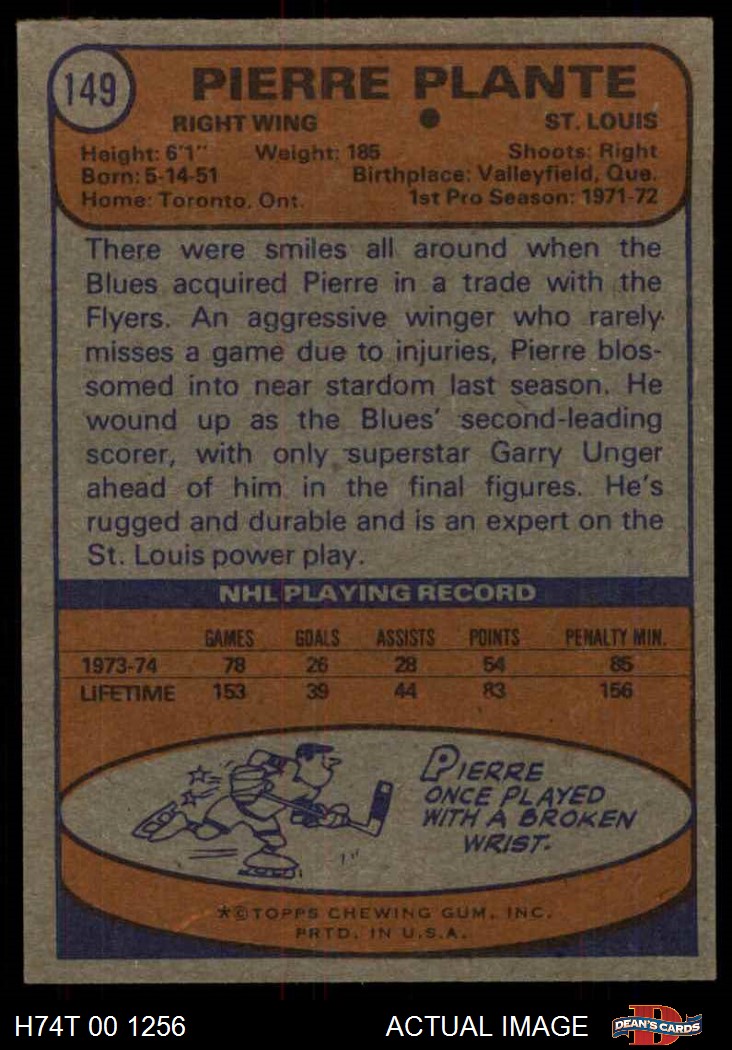 149
PIERRE PLANTE
RIGHT WING • ST. LOUIS
Height: 6'1" Weight: 185 Shoots: Right
Born: 5-14-51 Birthplace: Valleyfield, Que.
Home: Toronto, Ont. 1st Pro Season: 1971-72
There were smiles all around when the
Blues acquired Pierre in a trade with the
Flyers. An aggressive winger who rarely
misses a game due to injuries, Pierre blos-
somed into near stardom last season. He
wound up as the Blues' second-leading
scorer, with only superstar Garry Unger
ahead of him in the final figures. He's
rugged and durable and is an expert on the
St. Louis power play.
NHL PLAYING RECORD
GAMES GOALS ASSISTS POINTS PENALTY MIN.
1973-74 78 26 28 54 85
LIFETIME 153 39 44 83 156
PIERRE
ONCE PLAYED
WITH A BROKEN
WRIST.
*©TOPPS CHEWING GUM, INC.
PRTD. IN U.S.A.
H74T 00 1256 ACTUAL IMAGE DEAN'S CARDS